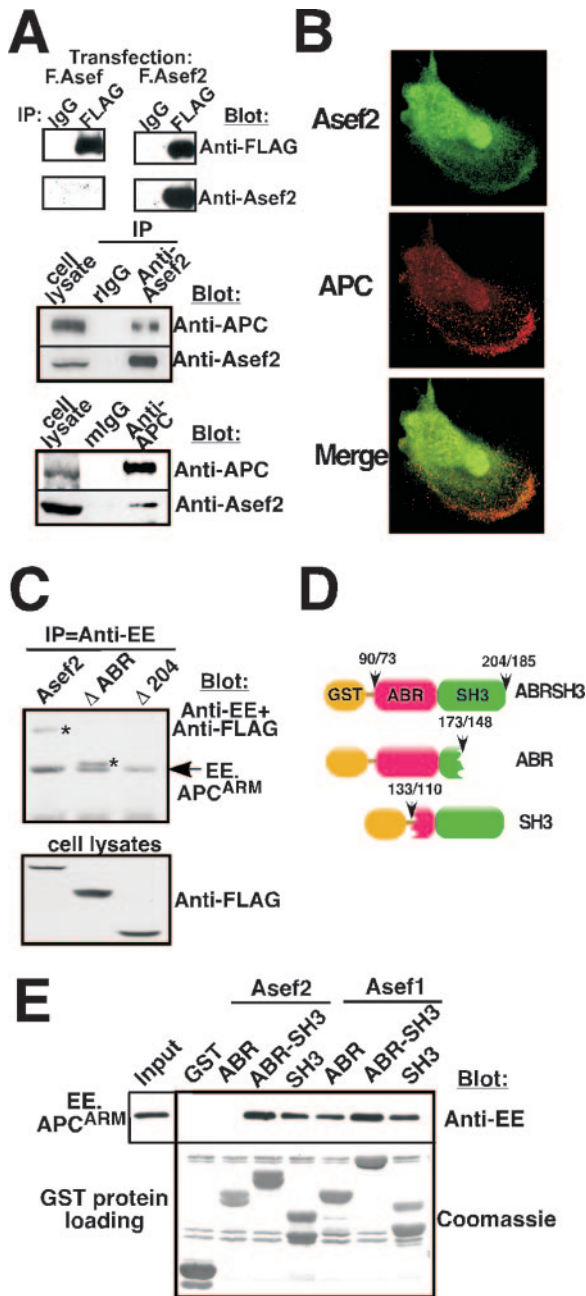 A
Transfection:
F.Asef F.Asef2
IP: IgG FLAG IgG FLAG Blot:
Anti-FLAG
Anti-Asef2
IP
cell lysate rIgG Anti-Asef2 Blot:
Anti-APC
Anti-Asef2
cell lysate mIgG Anti-APC Blot:
Anti-APC
Anti-Asef2
B
Asef2
APC
Merge
C
IP=Anti-EE
Asef2 Δ ABR Δ 204 Blot:
Anti-EE+
Anti-FLAG
*
*
EE.
APCARM
cell lysates
Anti-FLAG
D
90/73 204/185
GST ABR SH3 ABRSH3
173/148
ABR
133/110
SH3
E
Asef2 Asef1
Input GST ABR ABR-SH3 SH3 ABR ABR-SH3 SH3 Blot:
EE.
APCARM
Anti-EE
GST protein
loading
Coomassie